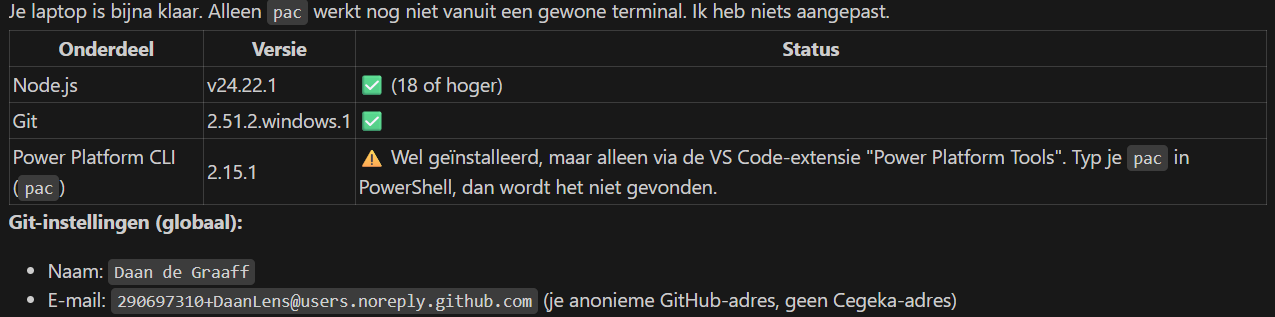 Je laptop is bijna klaar. Alleen pac werkt nog niet vanuit een gewone terminal. Ik heb niets aangepast.
Onderdeel Versie Status
Node.js v24.22.1 ✅ (18 of hoger)
Git 2.51.2.windows.1 ✅
Power Platform CLI (pac) 2.15.1 ⚠️ Wel geïnstalleerd, maar alleen via de VS Code-extensie "Power Platform Tools". Typ je pac in PowerShell, dan wordt het niet gevonden.
Git-instellingen (globaal):
• Naam: Daan de Graaff
• E-mail: 290697310+DaanLens@users.noreply.github.com (je anonieme GitHub-adres, geen Cegeka-adres)